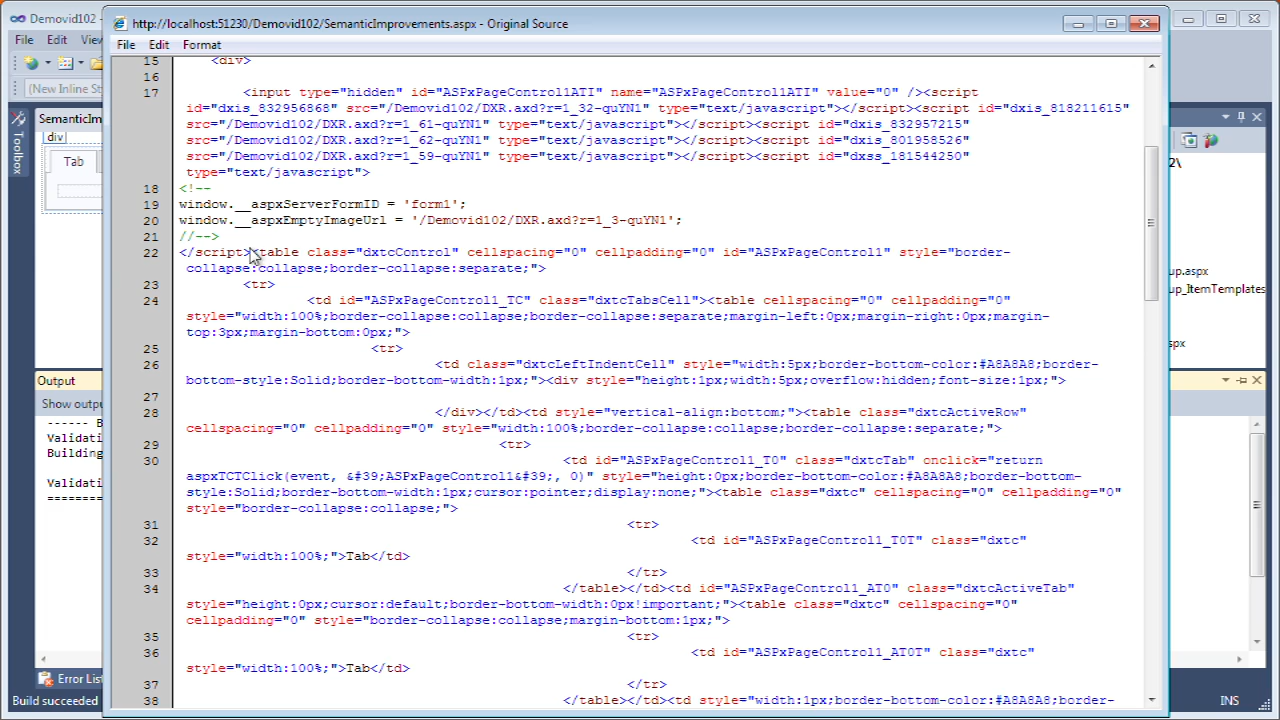 Demovid102 -
http://localhost:51230/Demovid102/SemanticImprovements.aspx - Original Source
File Edit View
File Edit Format
(New Inline St
Toolbox
SemanticIm
div
Tab
15 <div>
16
17 <input type="hidden" id="ASPxPageControl1ATI" name="ASPxPageControl1ATI" value="0" /><script
id="dxis_832956868" src="/Demovid102/DXR.axd?r=1_32-quYN1" type="text/javascript"></script><script id="dxis_818211615"
src="/Demovid102/DXR.axd?r=1_61-quYN1" type="text/javascript"></script><script id="dxis_832957215"
src="/Demovid102/DXR.axd?r=1_62-quYN1" type="text/javascript"></script><script id="dxis_801958526"
src="/Demovid102/DXR.axd?r=1_59-quYN1" type="text/javascript"></script><script id="dxss_181544250"
type="text/javascript">
18 <!--
19 window.__aspxServerFormID = 'form1';
20 window.__aspxEmptyImageUrl = '/Demovid102/DXR.axd?r=1_3-quYN1';
21 //-->
22 </script><table class="dxtcControl" cellspacing="0" cellpadding="0" id="ASPxPageControl1" style="border-
collapse:collapse;border-collapse:separate;">
23 <tr>
24 <td id="ASPxPageControl1_TC" class="dxtcTabsCell"><table cellspacing="0" cellpadding="0"
style="width:100%;border-collapse:collapse;border-collapse:separate;margin-left:0px;margin-right:0px;margin-
top:3px;margin-bottom:0px;">
25 <tr>
26 <td class="dxtcLeftIndentCell" style="width:5px;border-bottom-color:#A8A8A8;border-
bottom-style:Solid;border-bottom-width:1px;"><div style="height:1px;width:5px;overflow:hidden;font-size:1px;">
27
28 </div></td><td style="vertical-align:bottom;"><table class="dxtcActiveRow"
cellspacing="0" cellpadding="0" style="width:100%;border-collapse:collapse;border-collapse:separate;">
29 <tr>
30 <td id="ASPxPageControl1_T0" class="dxtcTab" onclick="return
aspxTCTClick(event, &#39;ASPxPageControl1&#39;, 0)" style="height:0px;border-bottom-color:#A8A8A8;border-bottom-
style:Solid;border-bottom-width:1px;cursor:pointer;display:none;"><table class="dxtc" cellspacing="0" cellpadding="0"
style="border-collapse:collapse;">
31 <tr>
32 <td id="ASPxPageControl1_T0T" class="dxtc"
style="width:100%;">Tab</td>
33 </tr>
34 </table></td><td id="ASPxPageControl1_AT0" class="dxtcActiveTab"
style="height:0px;cursor:default;border-bottom-width:0px!important;"><table class="dxtc" cellspacing="0"
cellpadding="0" style="border-collapse:collapse;margin-bottom:1px;">
35 <tr>
36 <td id="ASPxPageControl1_AT0T" class="dxtc"
style="width:100%;">Tab</td>
37 </tr>
38 </table></td><td style="width:1px;border-bottom-color:#A8A8A8;border-
2\
up.aspx
up_ItemTemplates
spx
Output
Show outpu
------ B
Validati
Building
Validati
========
Error List
Build succeeded
INS